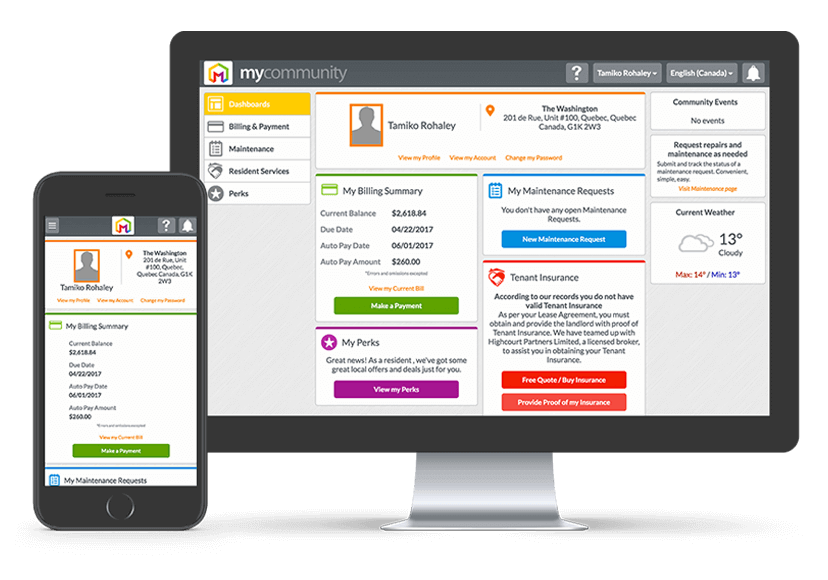 mycommunity
?
Tamiko Rohaley
English (Canada)
Dashboards
Billing & Payment
Maintenance
Resident Services
Perks
Tamiko Rohaley
The Washington
201 de Rue, Unit #100, Quebec, Quebec
Canada, G1K 2W3
View my Profile View my Account Change my Password
My Billing Summary
Current Balance $2,618.84
Due Date 04/22/2017
Auto Pay Date 06/01/2017
Auto Pay Amount $260.00
*Errors and omissions excepted
View my Current Bill
Make a Payment
My Perks
Great news! As a resident , we've got some
great local offers and deals just for you.
View my Perks
My Maintenance Requests
You don't have any open Maintenance
Requests.
New Maintenance Request
Tenant Insurance
According to our records you do not have
valid Tenant Insurance
As per your Lease Agreement, you must
obtain and provide the landlord with proof of
Tenant Insurance. We have teamed up with
Highcourt Partners Limited, a licensed broker,
to assist you in obtaining your Tenant
Insurance.
Free Quote / Buy Insurance
Provide Proof of my Insurance
Community Events
No events
Request repairs and
maintenance as needed
Submit and track the status of a
maintenance request. Convenient,
simple, easy.
Visit Maintenance page
Current Weather
13°
Cloudy
Max: 14° / Min: 13°
?
Tamiko Rohaley
The Washington
201 de Rue, Unit
#100, Quebec,
Quebec Canada, G1K
2W3
View my Profile View my Account Change my Password
My Billing Summary
Current Balance
$2,618.84
Due Date
04/22/2017
Auto Pay Date
06/01/2017
Auto Pay Amount
$260.00
*Errors and omissions excepted
View my Current Bill
Make a Payment
My Maintenance Requests